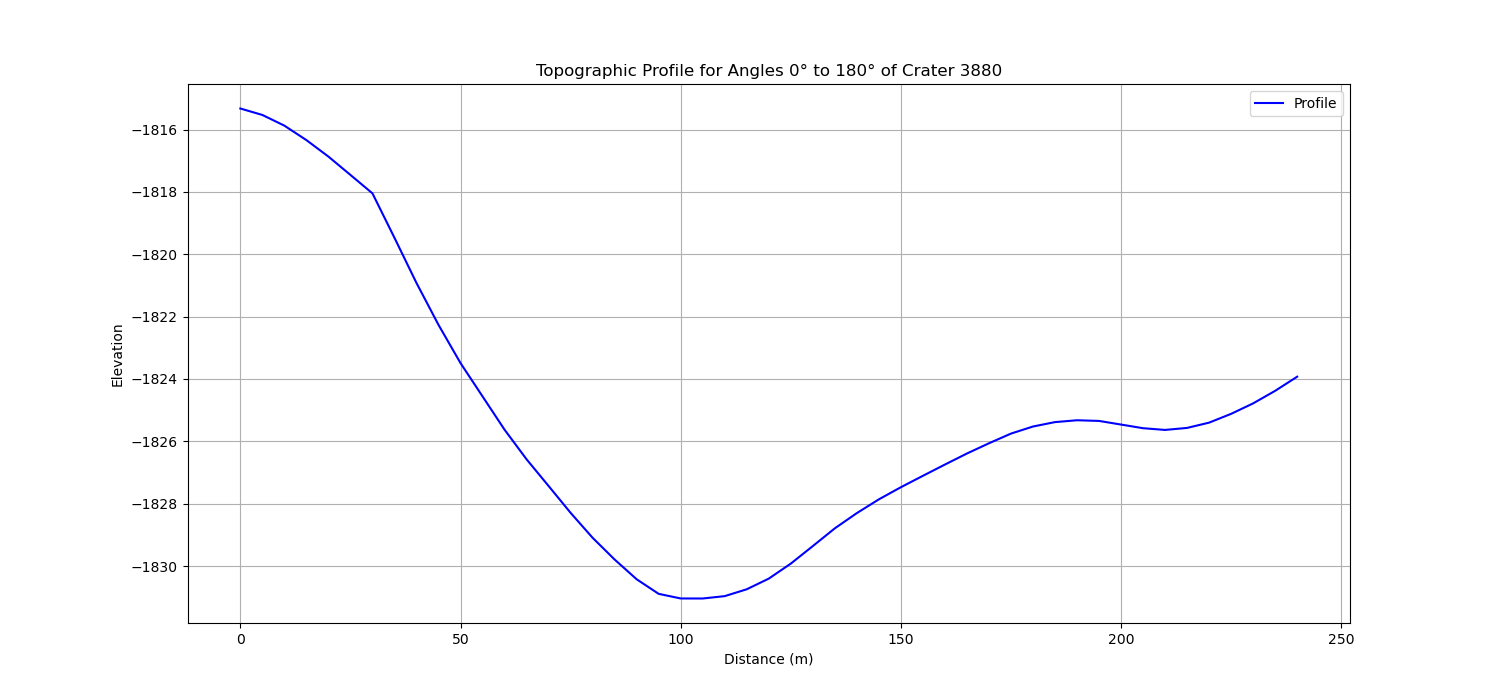 Topographic Profile for Angles 0° to 180° of Crater 3880
Profile
−1816
−1818
−1820
−1822
−1824
−1826
−1828
−1830
Elevation
0 50 100 150 200 250
Distance (m)